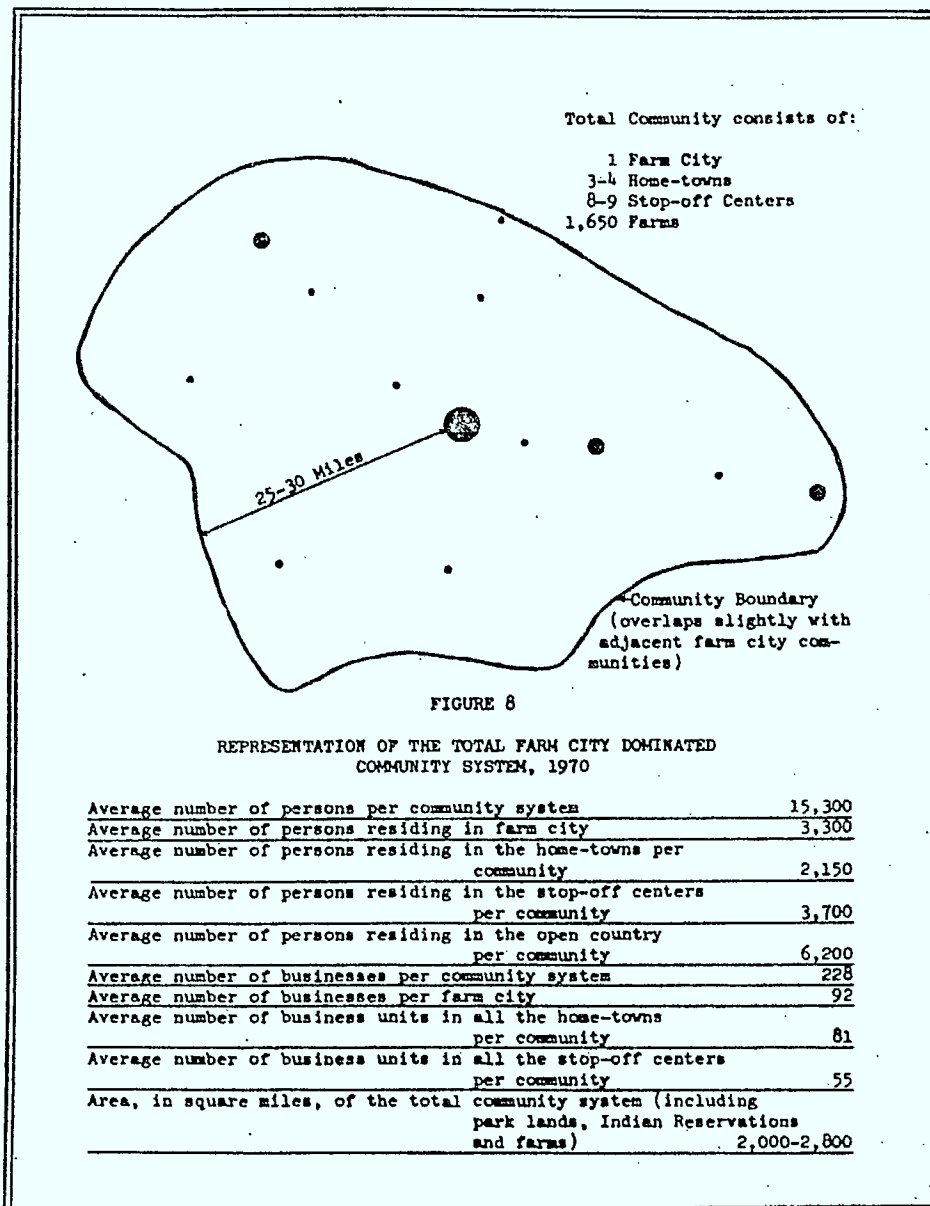 Total Community consists of:
1 Farm City
3-4 Home-towns
8-9 Stop-off Centers
1,650 Farms
25-30 Miles
Community Boundary
(overlaps slightly with
adjacent farm city com-
munities)
FIGURE 8
REPRESENTATION OF THE TOTAL FARM CITY DOMINATED
COMMUNITY SYSTEM, 1970
Average number of persons per community system 15,300
Average number of persons residing in farm city 3,300
Average number of persons residing in the home-towns per
community 2,150
Average number of persons residing in the stop-off centers
per community 3,700
Average number of persons residing in the open country
per community 6,200
Average number of businesses per community system 228
Average number of businesses per farm city 92
Average number of business units in all the home-towns
per community 81
Average number of business units in all the stop-off centers
per community 55
Area, in square miles, of the total community system (including
park lands, Indian Reservations
and farms) 2,000-2,800